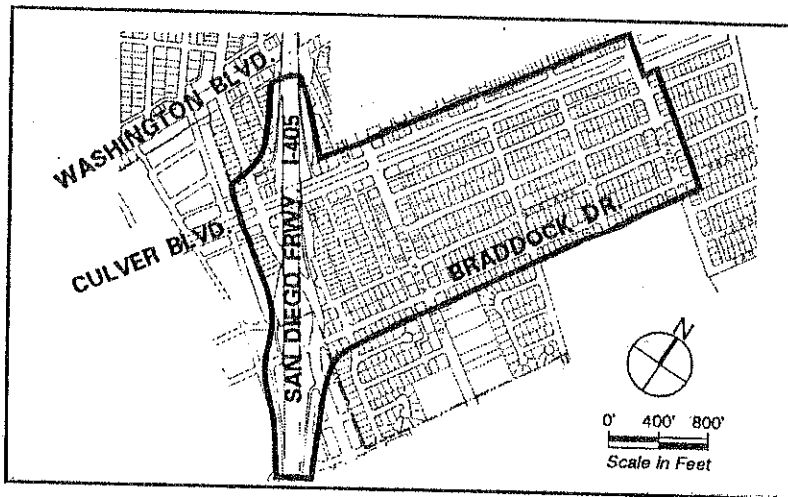 WASHINGTON BLVD.
CULVER BLVD.
SAN DIEGO FRWY. I-405
BRADDOCK DR.
N
0' 400' 800'
Scale in Feet